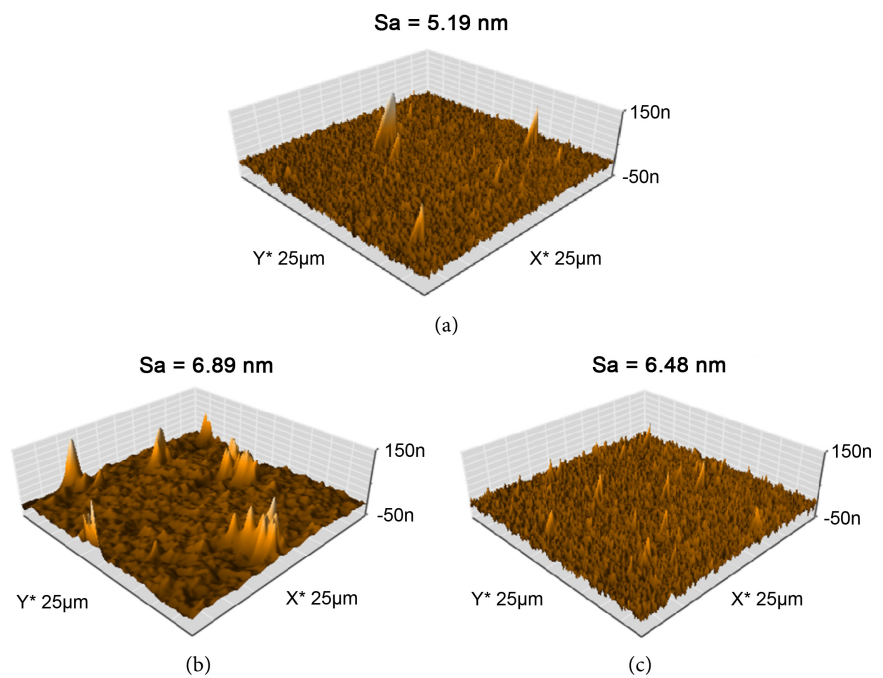 Sa = 5.19 nm
150n
-50n
Y* 25µm
X* 25µm
(a)
Sa = 6.89 nm
150n
-50n
Y* 25µm
X* 25µm
(b)
Sa = 6.48 nm
150n
-50n
Y* 25µm
X* 25µm
(c)